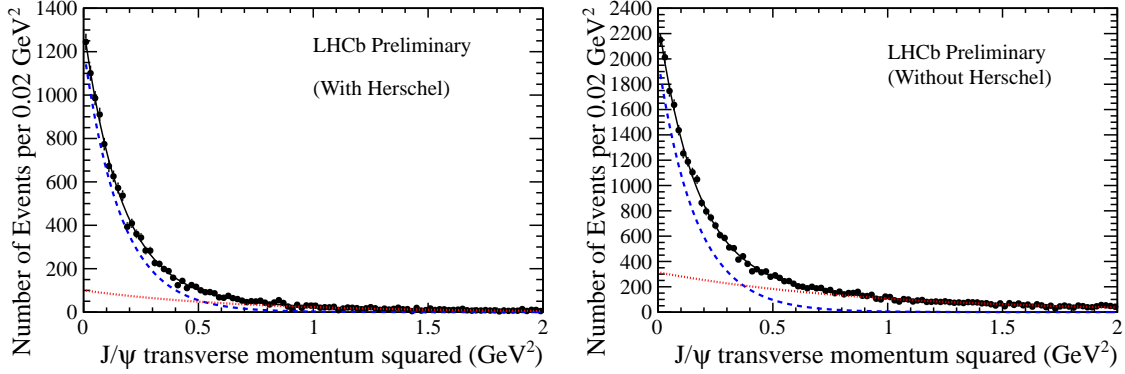 Number of Events per 0.02 GeV²
1400
1200
1000
800
600
400
200
0
LHCb Preliminary
(With Herschel)
0 0.5 1 1.5 2
J/ψ transverse momentum squared (GeV²)
Number of Events per 0.02 GeV²
2400
2200
2000
1800
1600
1400
1200
1000
800
600
400
200
0
LHCb Preliminary
(Without Herschel)
0 0.5 1 1.5 2
J/ψ transverse momentum squared (GeV²)